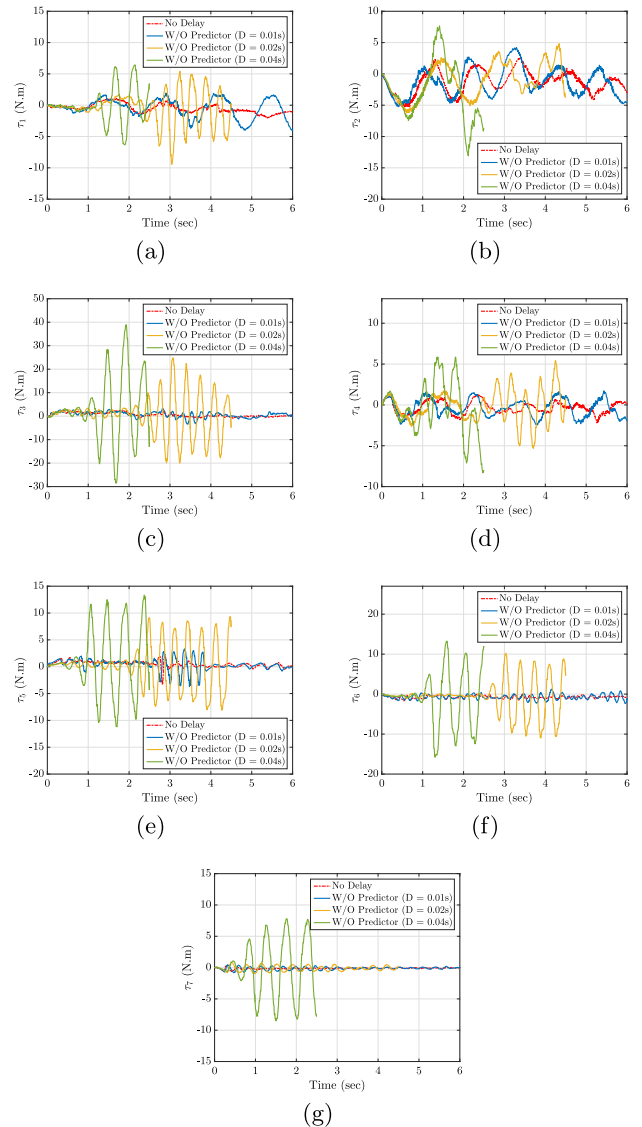 15
10
5
0
-5
-10
-15
τ1 (N.m)
No Delay
W/O Predictor (D = 0.01s)
W/O Predictor (D = 0.02s)
W/O Predictor (D = 0.04s)
0 1 2 3 4 5 6
Time (sec)
(a)
10
5
0
-5
-10
-15
-20
τ2 (N.m)
No Delay
W/O Predictor (D = 0.01s)
W/O Predictor (D = 0.02s)
W/O Predictor (D = 0.04s)
0 1 2 3 4 5 6
Time (sec)
(b)
50
40
30
20
10
0
-10
-20
-30
τ3 (N.m)
No Delay
W/O Predictor (D = 0.01s)
W/O Predictor (D = 0.02s)
W/O Predictor (D = 0.04s)
0 1 2 3 4 5 6
Time (sec)
(c)
10
5
0
-5
-10
τ4 (N.m)
No Delay
W/O Predictor (D = 0.01s)
W/O Predictor (D = 0.02s)
W/O Predictor (D = 0.04s)
0 1 2 3 4 5 6
Time (sec)
(d)
15
10
5
0
-5
-10
-15
-20
τ5 (N.m)
No Delay
W/O Predictor (D = 0.01s)
W/O Predictor (D = 0.02s)
W/O Predictor (D = 0.04s)
0 1 2 3 4 5 6
Time (sec)
(e)
20
10
0
-10
-20
τ6 (N.m)
No Delay
W/O Predictor (D = 0.01s)
W/O Predictor (D = 0.02s)
W/O Predictor (D = 0.04s)
0 1 2 3 4 5 6
Time (sec)
(f)
15
10
5
0
-5
-10
-15
τ7 (N.m)
No Delay
W/O Predictor (D = 0.01s)
W/O Predictor (D = 0.02s)
W/O Predictor (D = 0.04s)
0 1 2 3 4 5 6
Time (sec)
(g)